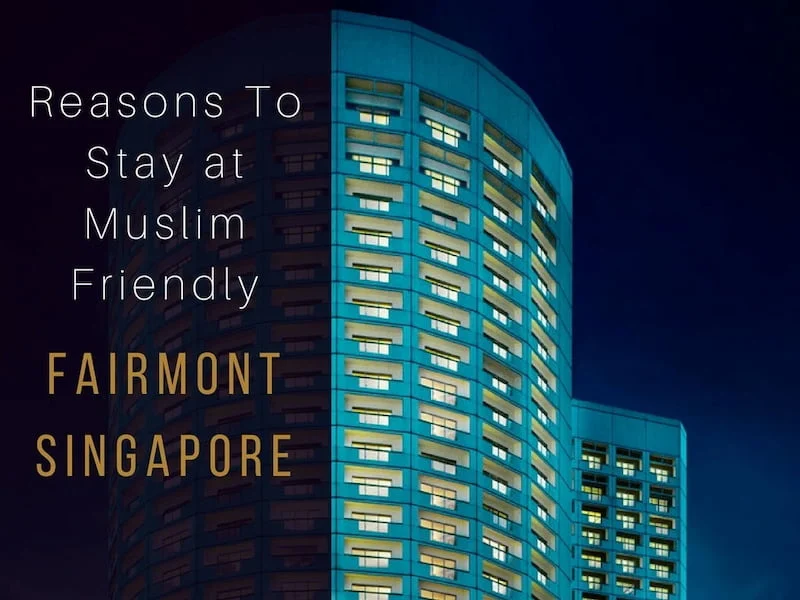 Reasons To
Stay at
Muslim
Friendly
FAIRMONT
SINGAPORE